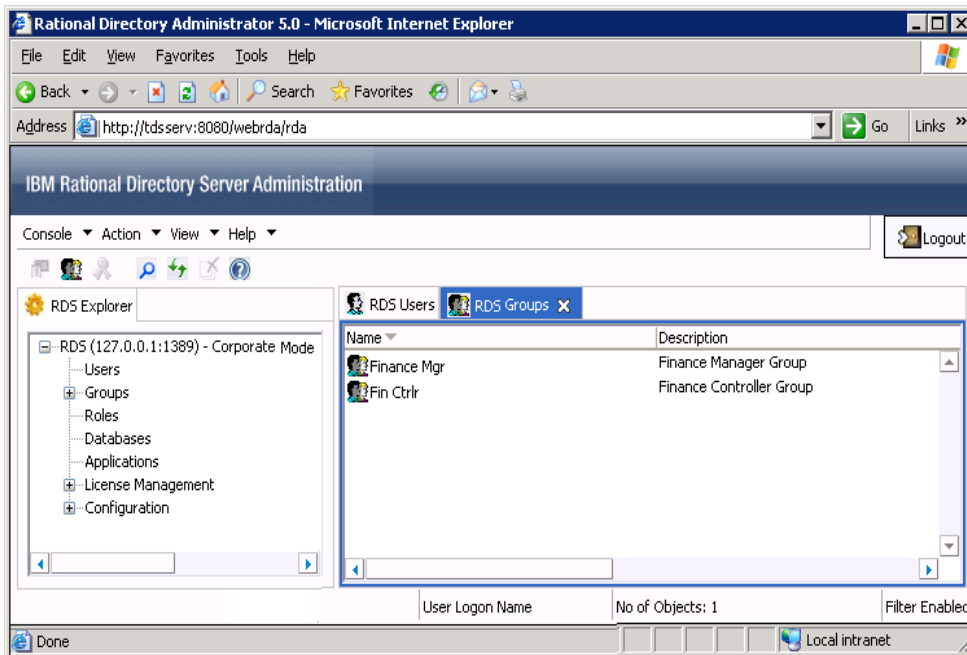 Rational Directory Administrator 5.0 - Microsoft Internet Explorer
File Edit View Favorites Tools Help
Back Search Favorites
Address http://tdsserv:8080/webrda/rda Go Links »
IBM Rational Directory Server Administration
Console Action View Help Logout
RDS Explorer
RDS (127.0.0.1:1389) - Corporate Mode
Users
Groups
Roles
Databases
Applications
License Management
Configuration
RDS Users RDS Groups X
Name Description
Finance Mgr Finance Manager Group
Fin Ctrlr Finance Controller Group
User Logon Name No of Objects: 1 Filter Enabled
Done Local intranet